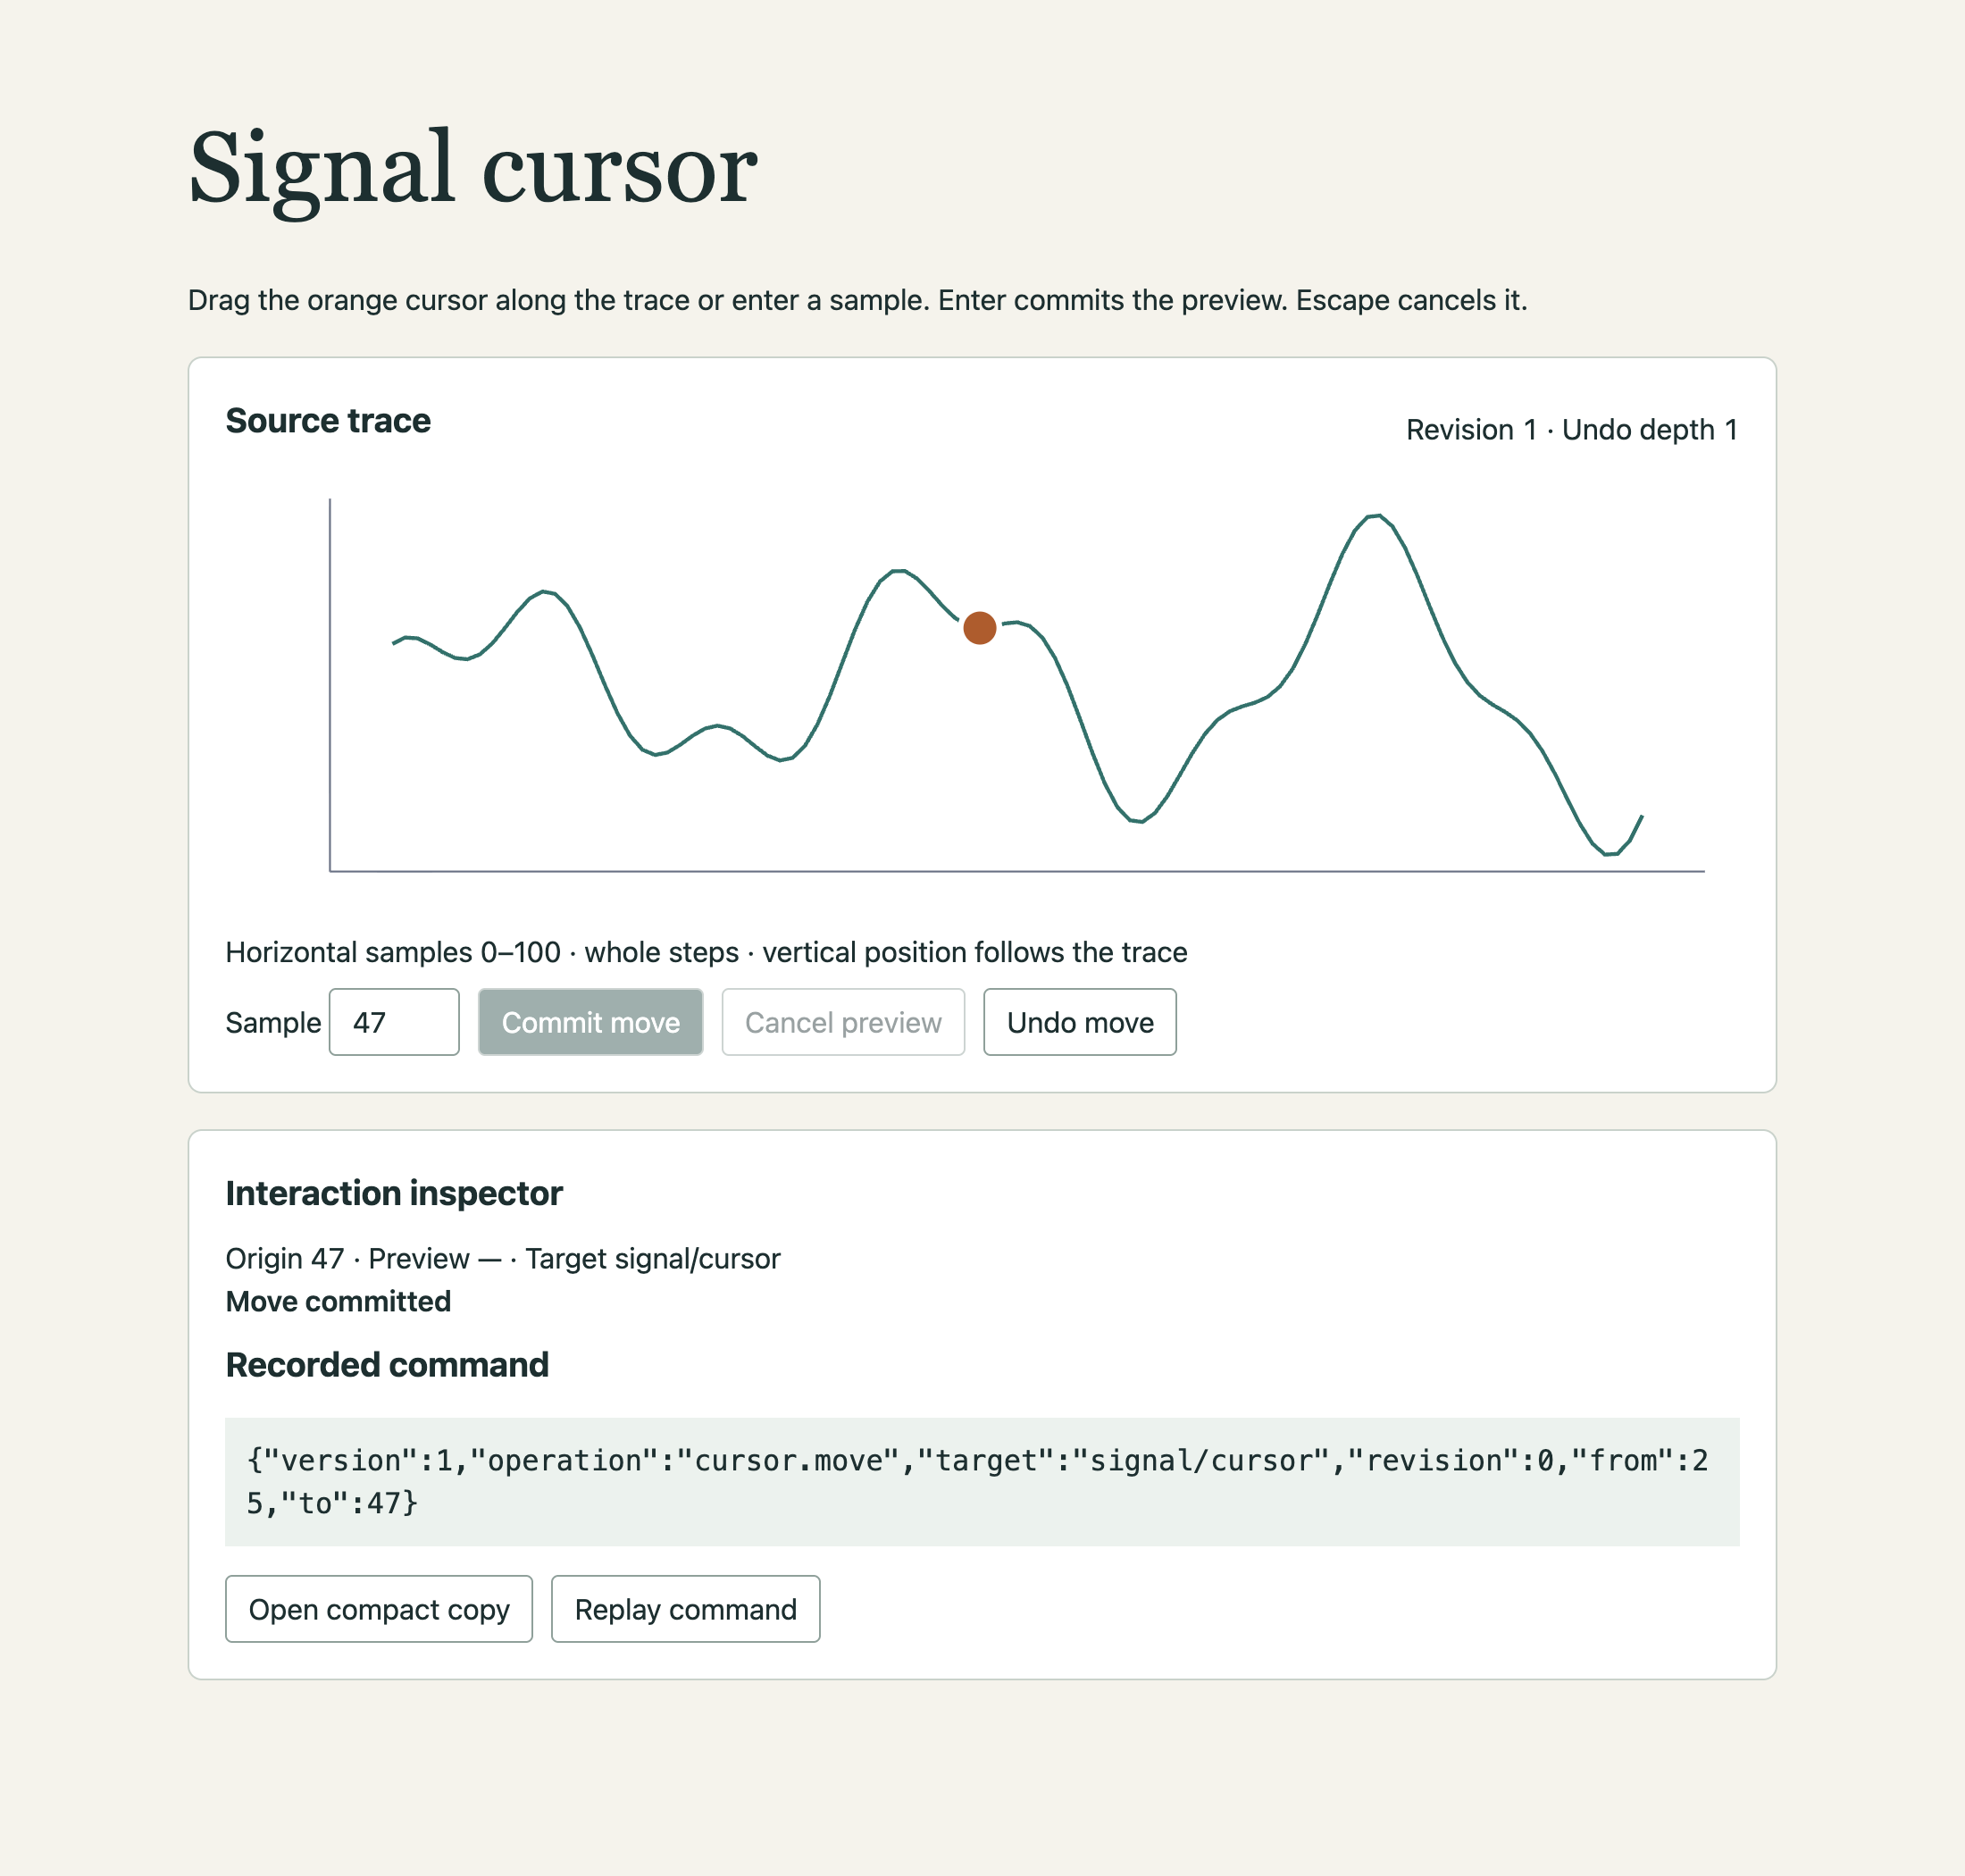 Signal cursor
Drag the orange cursor along the trace or enter a sample. Enter commits the preview. Escape cancels it.
Source trace
Revision 1 · Undo depth 1
Horizontal samples 0–100 · whole steps · vertical position follows the trace
Sample 47 Commit move Cancel preview Undo move
Interaction inspector
Origin 47 · Preview — · Target signal/cursor
Move committed
Recorded command
{"version":1,"operation":"cursor.move","target":"signal/cursor","revision":0,"from":2
5,"to":47}
Open compact copy Replay command